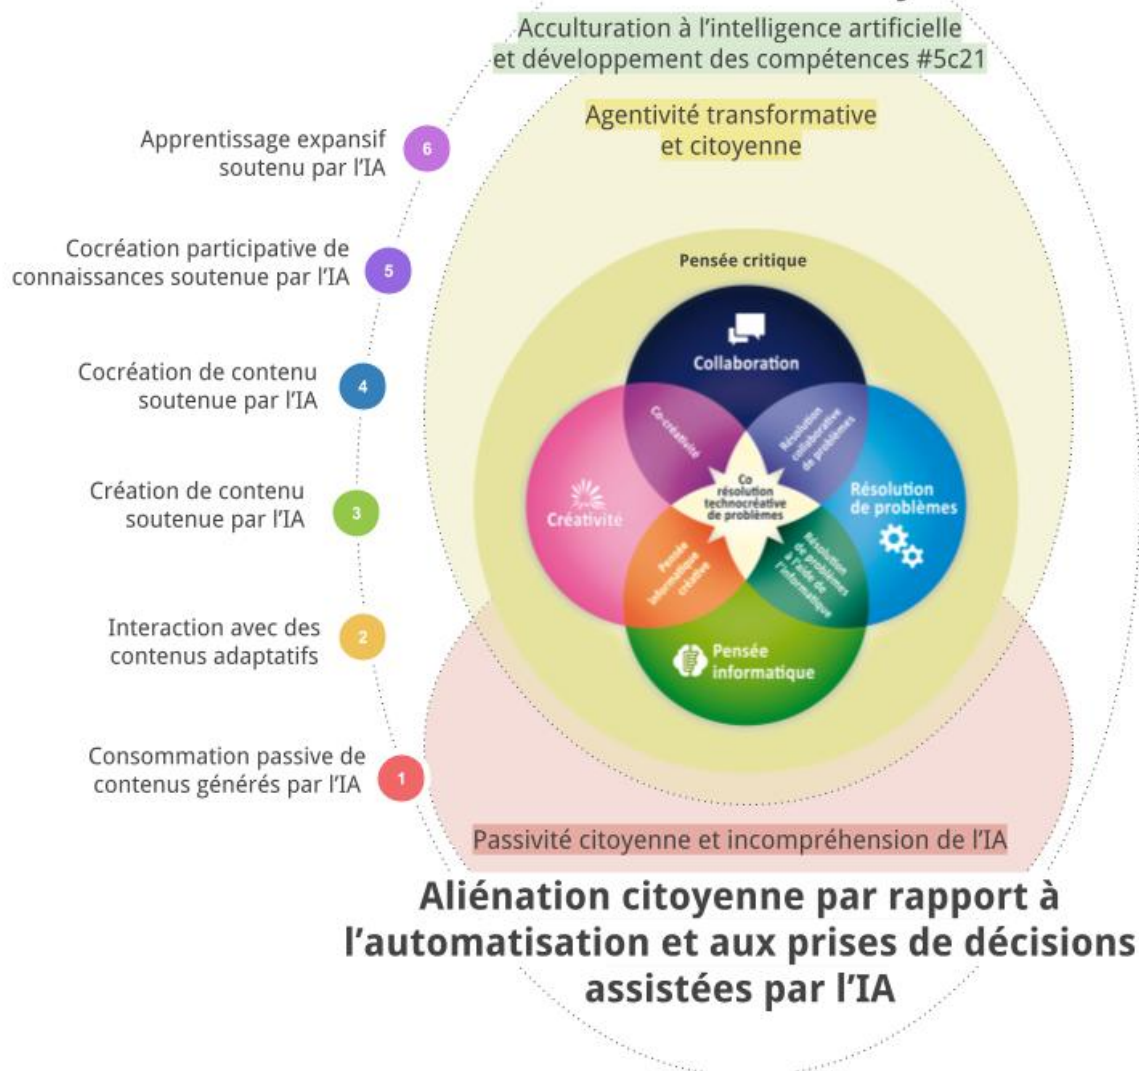 Acculturation à l’intelligence artificielle
et développement des compétences #5c21
Agentivité transformative
et citoyenne
Apprentissage expansif
soutenu par l’IA
6
Cocréation participative de
connaissances soutenue par l’IA
5
Cocréation de contenu
soutenue par l’IA
4
Création de contenu
soutenue par l’IA
3
Interaction avec des
contenus adaptatifs
2
Consommation passive de
contenus générés par l’IA
1
Pensée critique
Collaboration
Co-créativité
Résolution
collaborative
de problèmes
Créativité
Co
résolution
technocréative
de problèmes
Résolution
de problèmes
Pensée
informatique
créative
Résolution
de problèmes
à l’aide de
l’informatique
Pensée
informatique
Passivité citoyenne et incompréhension de l’IA
Aliénation citoyenne par rapport à
l’automatisation et aux prises de décisions
assistées par l’IA